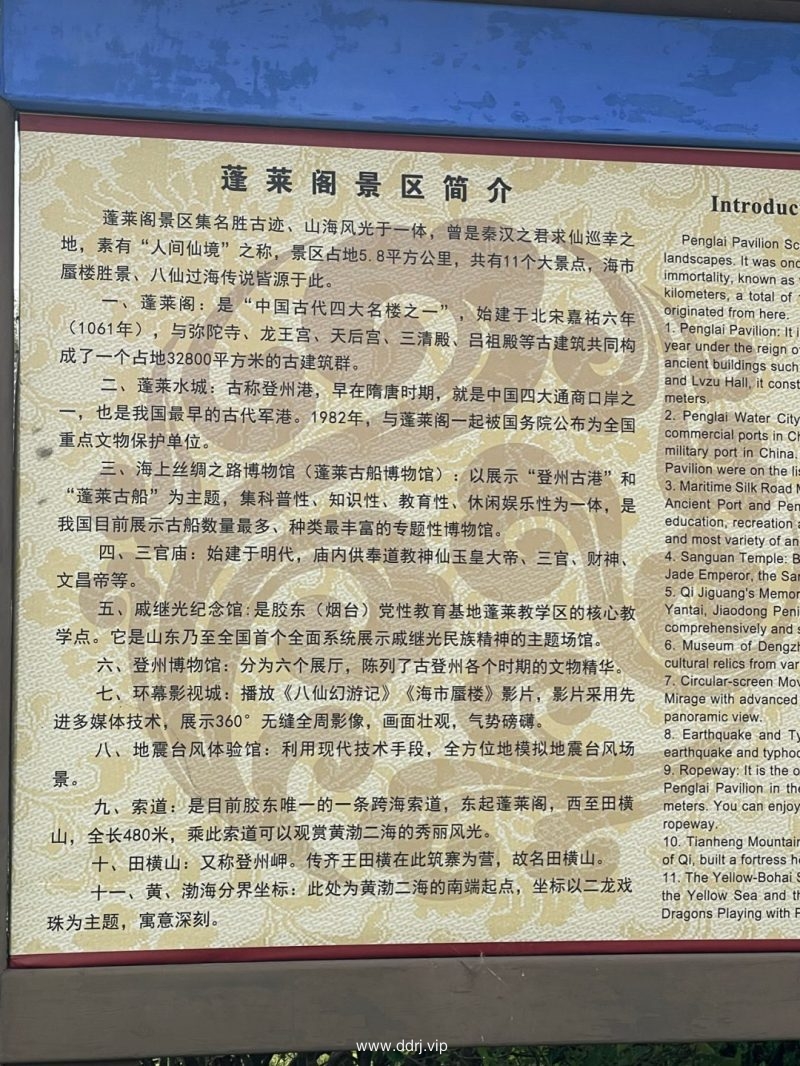 蓬莱阁景区简介
蓬莱阁景区集名胜古迹、山海风光于一体，曾是秦汉之君求仙巡幸之
地，素有“人间仙境”之称，景区占地5.8平方公里，共有11个大景点，海市
蜃楼胜景、八仙过海传说皆源于此。
一、蓬莱阁：是“中国古代四大名楼之一”，始建于北宋嘉祐六年
（1061年），与弥陀寺、龙王宫、天后宫、三清殿、吕祖殿等古建筑共同构
成了一个占地32800平方米的古建筑群。
二、蓬莱水城：古称登州港，早在隋唐时期，就是中国四大通商口岸之
一，也是我国最早的古代军港。1982年，与蓬莱阁一起被国务院公布为全国
重点文物保护单位。
三、海上丝绸之路博物馆（蓬莱古船博物馆）：以展示“登州古港”和
“蓬莱古船”为主题，集科普性、知识性、教育性、休闲娱乐性为一体，是
我国目前展示古船数量最多、种类最丰富的专题性博物馆。
四、三官庙：始建于明代，庙内供奉道教神仙玉皇大帝、三官、财神、
文昌帝等。
五、戚继光纪念馆:是胶东（烟台）党性教育基地蓬莱教学区的核心教
学点。它是山东乃至全国首个全面系统展示戚继光民族精神的主题场馆。
六、登州博物馆：分为六个展厅，陈列了古登州各个时期的文物精华。
七、环幕影视城：播放《八仙幻游记》《海市蜃楼》影片，影片采用先
进多媒体技术，展示360°无缝全周影像，画面壮观，气势磅礴。
八、地震台风体验馆：利用现代技术手段，全方位地模拟地震台风场
景。
九、索道：是目前胶东唯一的一条跨海索道，东起蓬莱阁，西至田横
山，全长480米，乘此索道可以观赏黄渤二海的秀丽风光。
十、田横山：又称登州岬。传齐王田横在此筑寨为营，故名田横山。
十一、黄、渤海分界坐标：此处为黄渤二海的南端起点，坐标以二龙戏
珠为主题，寓意深刻。
Introduc
Penglai Pavilion Sc
landscapes. It was onc
immortality, known as
kilometers, a total of
originated from here.
1. Penglai Pavilion: It i
year under the reign o
ancient buildings such
and Lvzu Hall, it const
meters.
2. Penglai Water City
commercial ports in Ch
military port in China.
Pavilion were on the lis
3. Maritime Silk Road M
Ancient Port and Pen
education, recreation a
and most variety of an
4. Sanguan Temple: B
Jade Emperor, the Sa
5. Qi Jiguang's Memor
Yantai, Jiaodong Peni
comprehensively and s
6. Museum of Dengzh
cultural relics from var
7. Circular-screen Mov
Mirage with advanced
panoramic view.
8. Earthquake and Ty
earthquake and typhoo
9. Ropeway: It is the o
Penglai Pavilion in the
meters. You can enjoy
ropeway.
10. Tianheng Mountain
of Qi, built a fortress he
11. The Yellow-Bohai S
the Yellow Sea and th
Dragons Playing with P
www.ddrj.vip